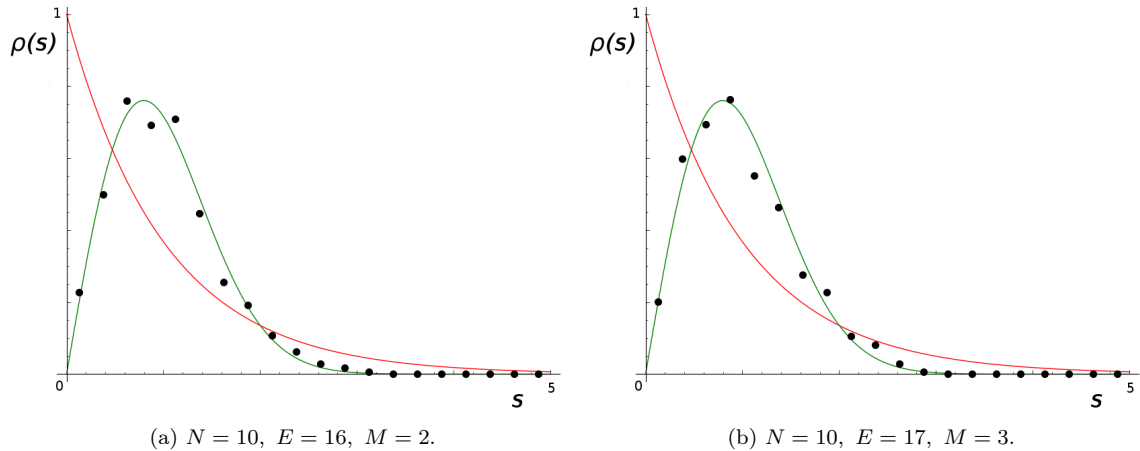 1
ρ(s)
0
5
S
(a) N = 10, E = 16, M = 2.
1
ρ(s)
0
5
S
(b) N = 10, E = 17, M = 3.